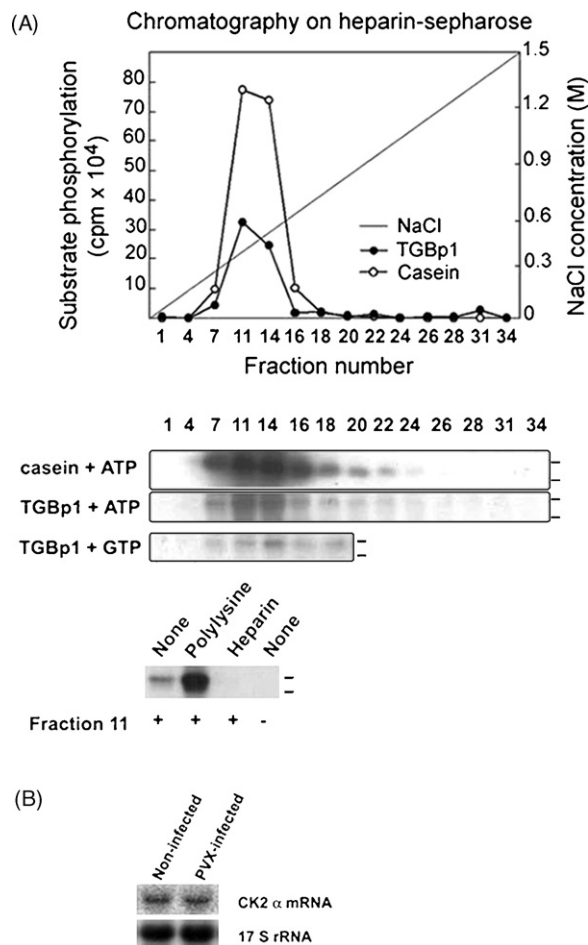 (A)
Chromatography on heparin-sepharose
Substrate phosphorylation
(cpm x 10⁴)
80
70
60
50
40
30
20
10
1.5
1.2
0.9
0.6
0.3
0
NaCl concentration (M)
NaCl
TGBp1
Casein
1 4 7 11 14 16 18 20 22 24 26 28 31 34
Fraction number
1 4 7 11 14 16 18 20 22 24 26 28 31 34
casein + ATP
TGBp1 + ATP
TGBp1 + GTP
None Polylysine Heparin None
Fraction 11 + + + -
(B)
Non-infected PVX-infected
CK2 α mRNA
17 S rRNA